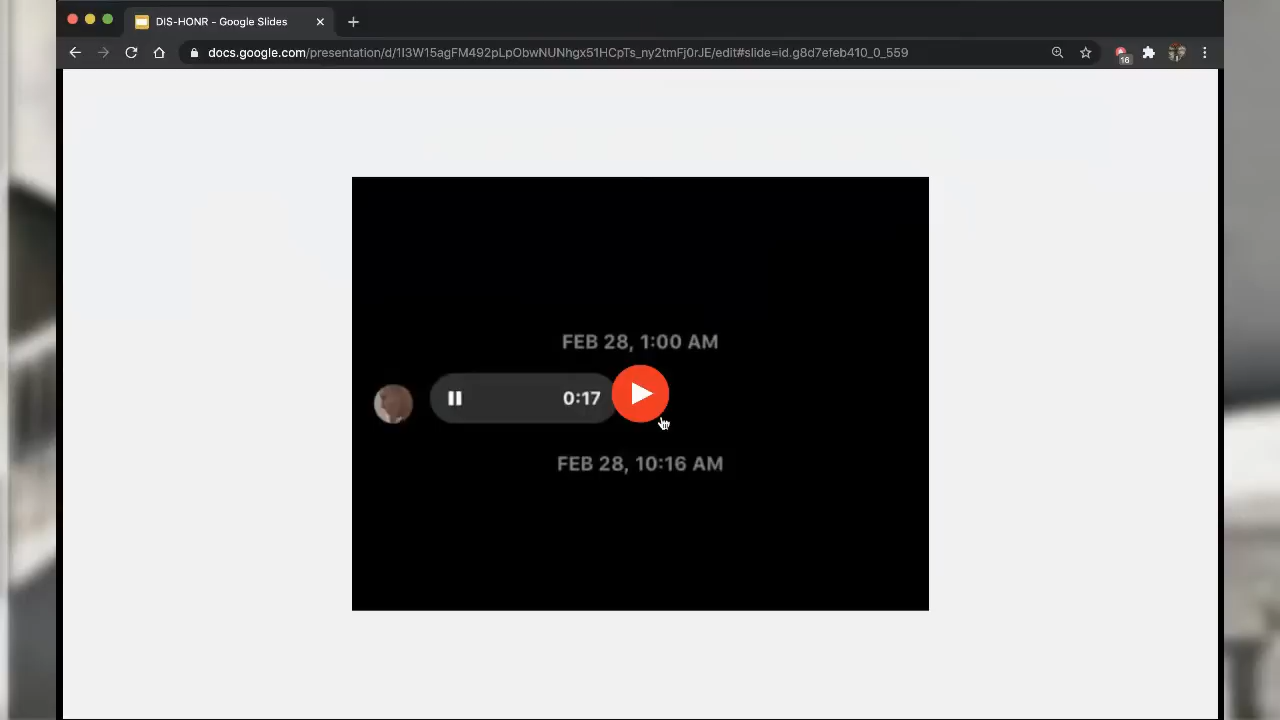 DIS-HONR - Google Slides
docs.google.com/presentation/d/1I3W15agFM492pLpObwNUNhgx51HCpTs_ny2tmFj0rJE/edit#slide=id.g8d7efeb410_0_559
16
FEB 28, 1:00 AM
0:17
FEB 28, 10:16 AM